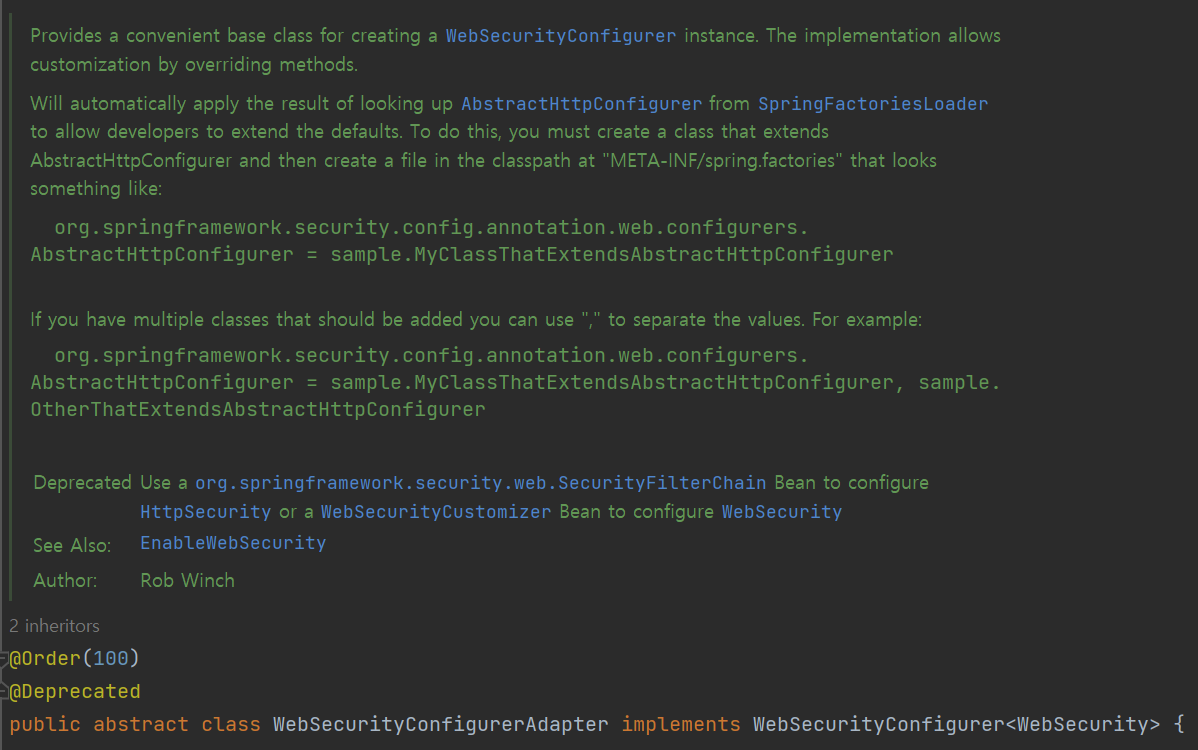 Provides a convenient base class for creating a WebSecurityConfigurer instance. The implementation allows
customization by overriding methods.
Will automatically apply the result of looking up AbstractHttpConfigurer from SpringFactoriesLoader
to allow developers to extend the defaults. To do this, you must create a class that extends
AbstractHttpConfigurer and then create a file in the classpath at "META-INF/spring.factories" that looks
something like:
org.springframework.security.config.annotation.web.configurers.
AbstractHttpConfigurer = sample.MyClassThatExtendsAbstractHttpConfigurer
If you have multiple classes that should be added you can use "," to separate the values. For example:
org.springframework.security.config.annotation.web.configurers.
AbstractHttpConfigurer = sample.MyClassThatExtendsAbstractHttpConfigurer, sample.
OtherThatExtendsAbstractHttpConfigurer
Deprecated Use a org.springframework.security.web.SecurityFilterChain Bean to configure
HttpSecurity or a WebSecurityCustomizer Bean to configure WebSecurity
See Also: EnableWebSecurity
Author: Rob Winch
2 inheritors
@Order(100)
@Deprecated
public abstract class WebSecurityConfigurerAdapter implements WebSecurityConfigurer<WebSecurity> {